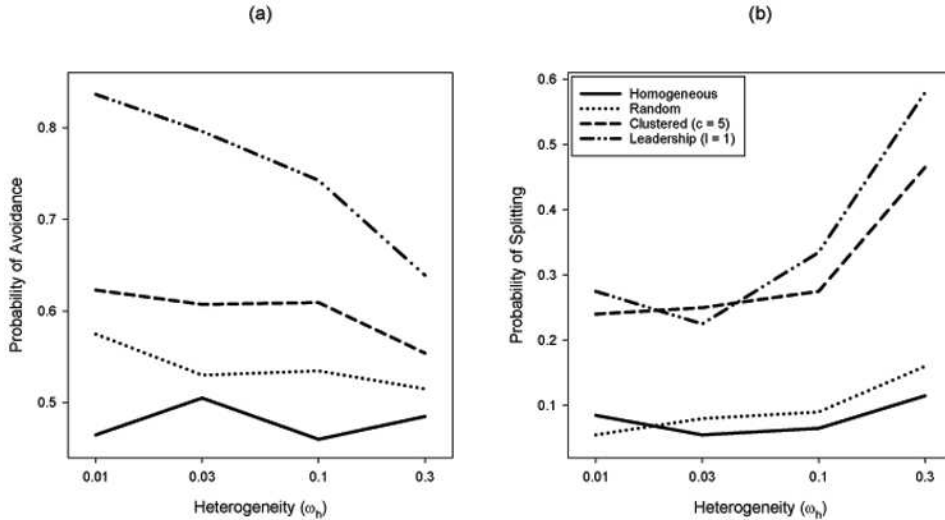 (a)
Probability of Avoidance
0.8
0.7
0.6
0.5
0.01 0.03 0.1 0.3
Heterogeneity (ωh)
(b)
Probability of Splitting
0.6
0.5
0.4
0.3
0.2
0.1
Homogeneous
Random
Clustered (c = 5)
Leadership (l = 1)
0.01 0.03 0.1 0.3
Heterogeneity (ωh)